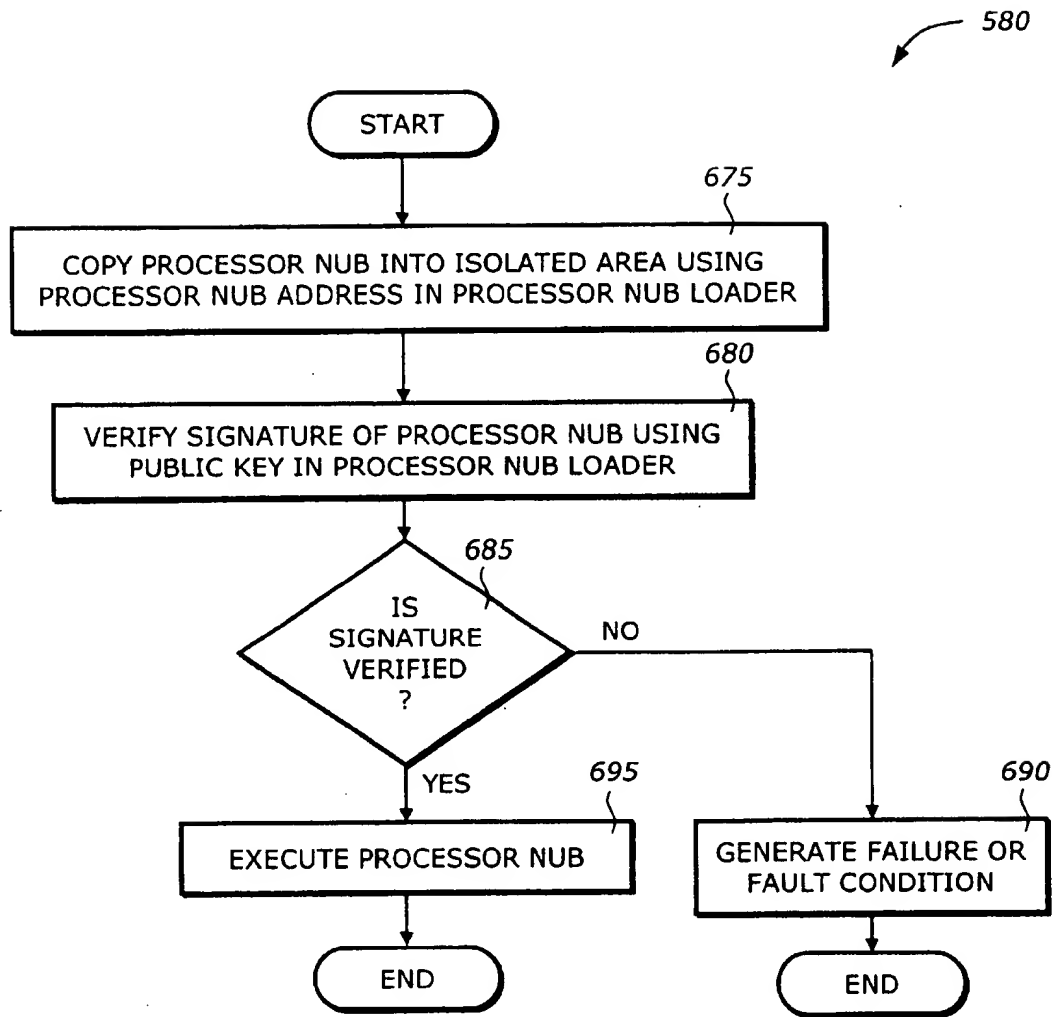 580
START
675
COPY PROCESSOR NUB INTO ISOLATED AREA USING
PROCESSOR NUB ADDRESS IN PROCESSOR NUB LOADER
680
VERIFY SIGNATURE OF PROCESSOR NUB USING
PUBLIC KEY IN PROCESSOR NUB LOADER
685
IS
SIGNATURE
VERIFIED
?
NO
YES
695
EXECUTE PROCESSOR NUB
690
GENERATE FAILURE OR
FAULT CONDITION
END
END